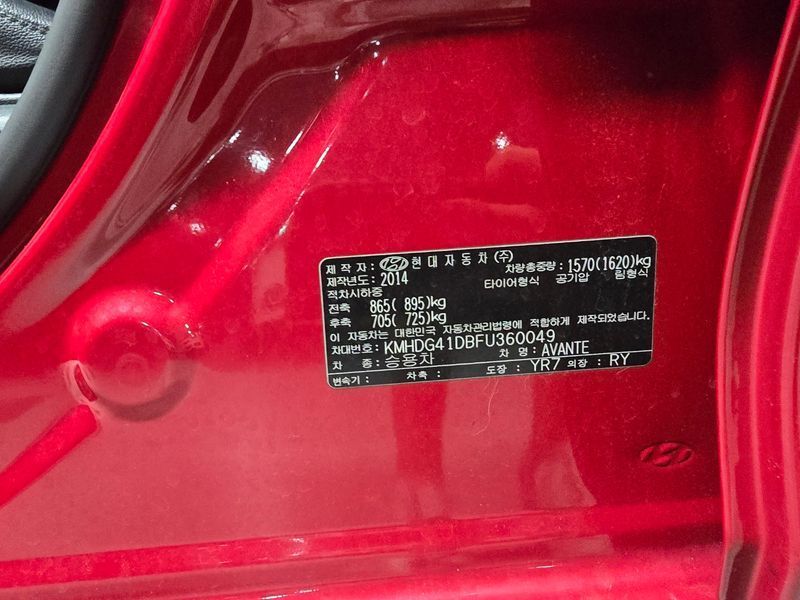 제 작 자 : 현대자동차(주) 차량총중량: 1570(1620)kg
제작년도: 2014 타이어형식 공기압 림형식
적차시하중
전축 865( 895)kg
후축 705( 725)kg
이 자동차는 대한민국 자동차관리법령에 적합하게 제작되었습니다.
차대번호: KMHDG41DBFU360049
차 종: 승용차 차 명: AVANTE
변속기: 차축: 도장: YR7 의장: RY